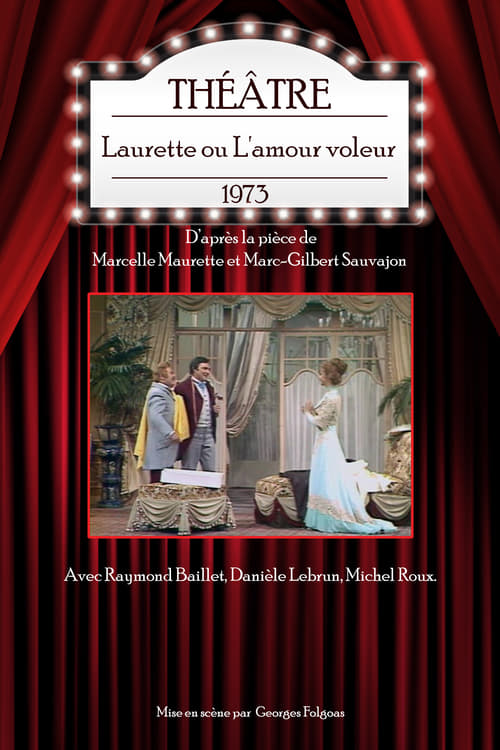 THÉÂTRE
Laurette ou L'amour voleur
1973
D'après la pièce de
Marcelle Maurette et Marc-Gilbert Sauvajon
Avec Raymond Baillet, Danièle Lebrun, Michel Roux.
Mise en scène par Georges Folgoas